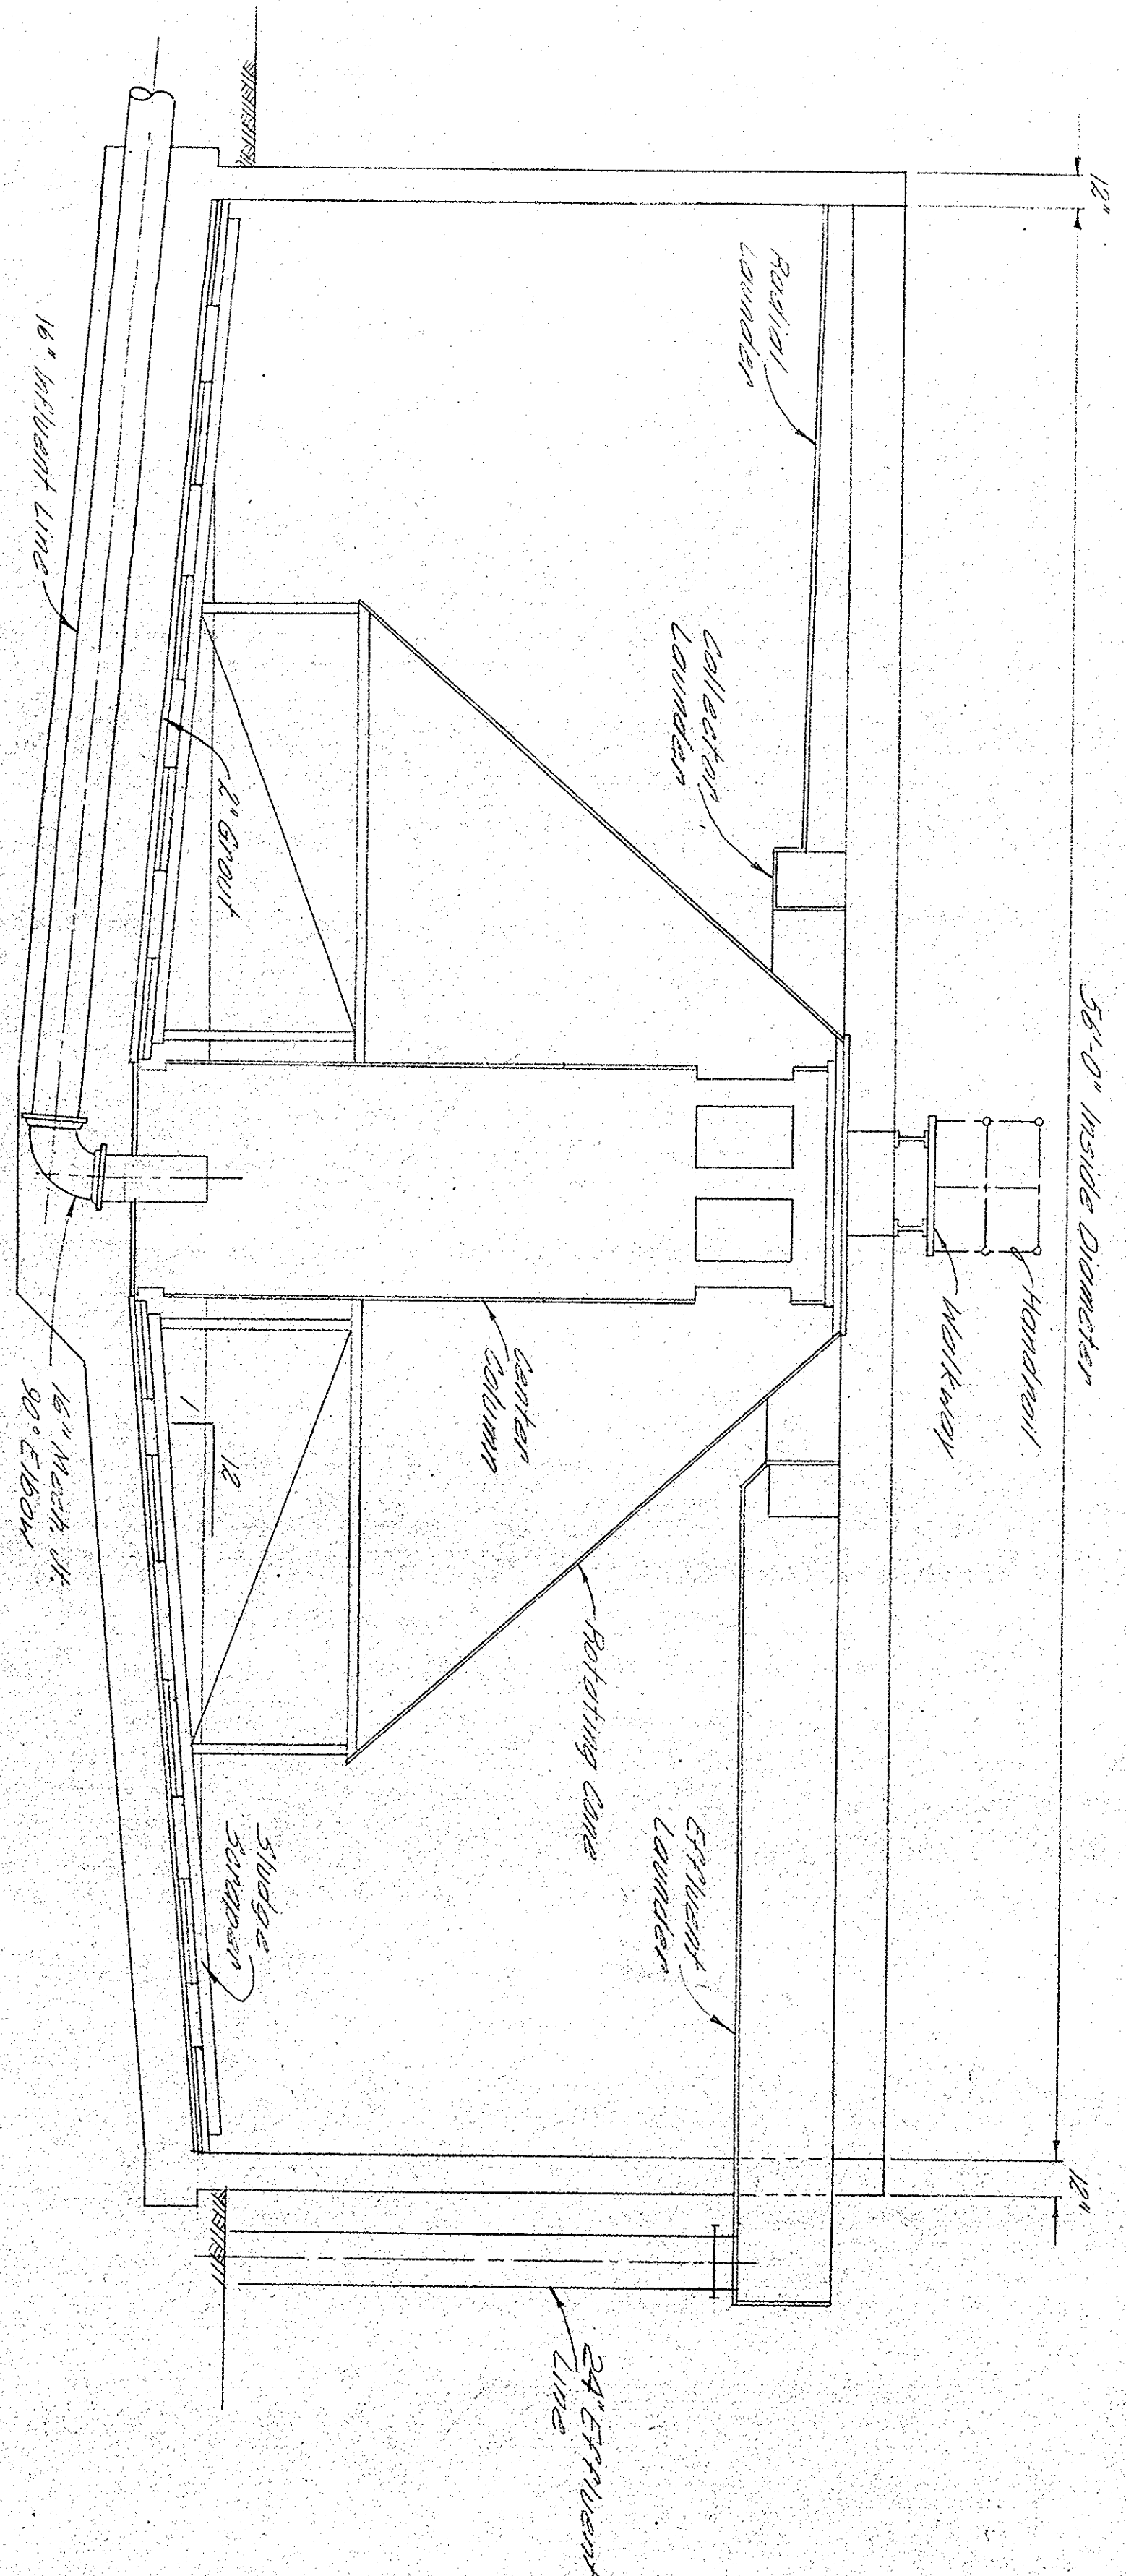 12"
56'-0" Inside Diameter
12"
Handrail
Walkway
Radial
Launder
Collector
Launder
Effluent
Launder
24" Effluent
Line
Center
Column
Rotating Cone
2" Grout
12
1
Sludge
Scraper
16" Influent Line
16" Mech. Jt.
90° Elbow